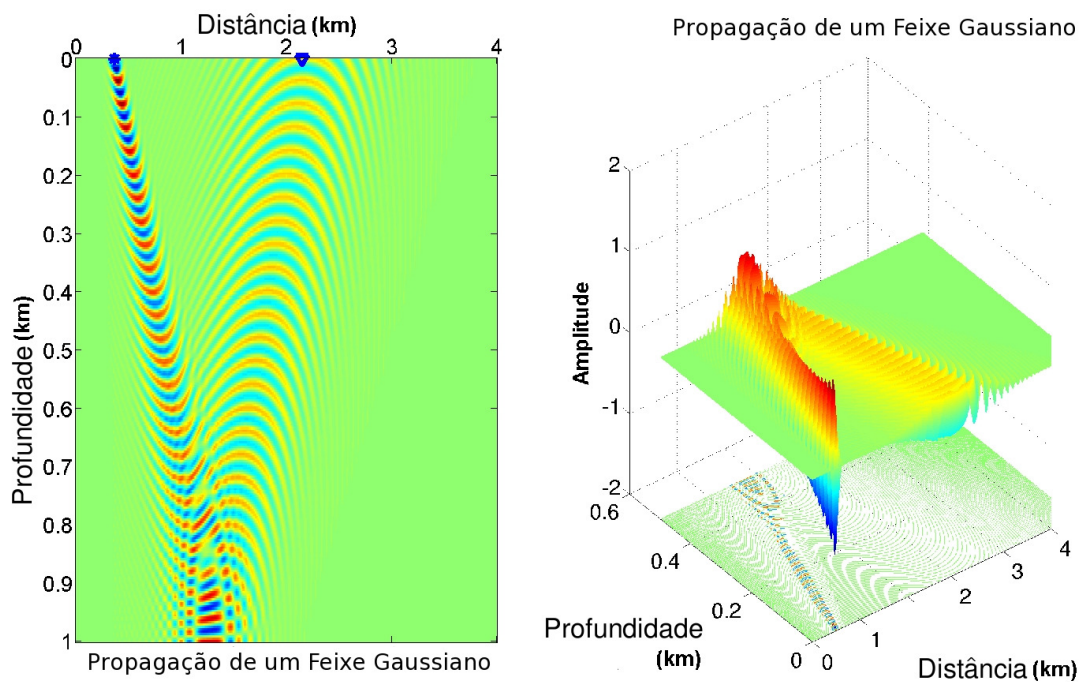 Distância (km)
0 1 2 3 4
0
0.1
0.2
0.3
0.4
0.5
0.6
0.7
0.8
0.9
1
Profundidade (km)
Propagação de um Feixe Gaussiano
Propagação de um Feixe Gaussiano
2
1
0
-1
-2
Amplitude
0.6
0.4
0.2
0
Profundidade
(km)
0
1
2
3
4
Distância (km)